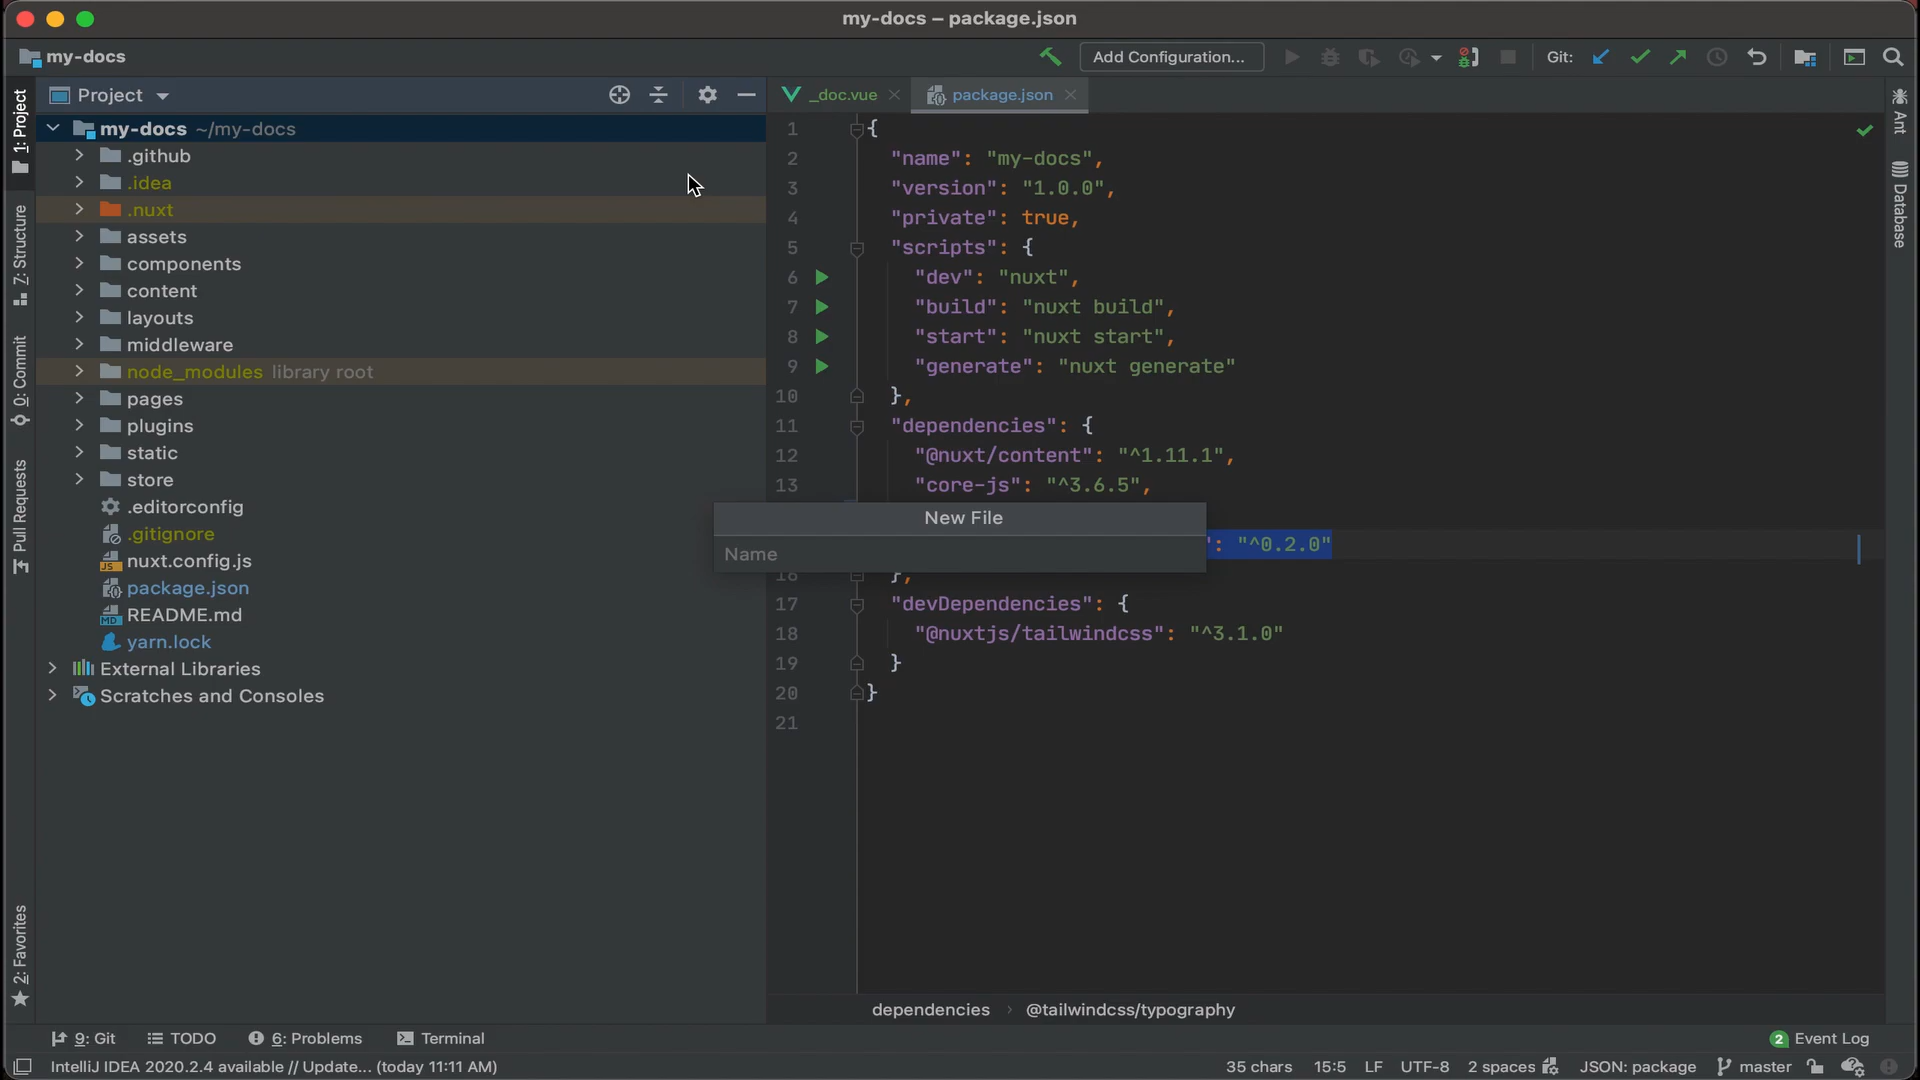 my-docs – package.json
my-docs
Add Configuration...
Git:
1: Project
Z: Structure
0: Commit
Pull Requests
2: Favorites
Project
my-docs ~/my-docs
.github
.idea
.nuxt
assets
components
content
layouts
middleware
node_modules library root
pages
plugins
static
store
.editorconfig
.gitignore
nuxt.config.js
package.json
README.md
yarn.lock
External Libraries
Scratches and Consoles
_doc.vue
package.json
1 {
2 "name": "my-docs",
3 "version": "1.0.0",
4 "private": true,
5 "scripts": {
6 "dev": "nuxt",
7 "build": "nuxt build",
8 "start": "nuxt start",
9 "generate": "nuxt generate"
10 },
11 "dependencies": {
12 "@nuxt/content": "^1.11.1",
13 "core-js": "^3.6.5",
New File
Name
": "^0.2.0"
16 },
17 "devDependencies": {
18 "@nuxtjs/tailwindcss": "^3.1.0"
19 }
20 }
21
Ant
Database
dependencies › @tailwindcss/typography
9: Git
TODO
6: Problems
Terminal
2 Event Log
IntelliJ IDEA 2020.2.4 available // Update... (today 11:11 AM)
35 chars
15:5
LF
UTF-8
2 spaces
JSON: package
master